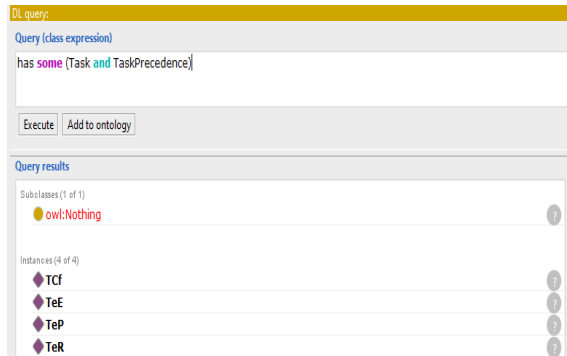 DL query:
Query (class expression)
has some (Task and TaskPrecedence)
Execute Add to ontology
Query results
Subclasses (1 of 1)
owl:Nothing ?
Instances (4 of 4)
TCf ?
TeE ?
TeP ?
TeR ?